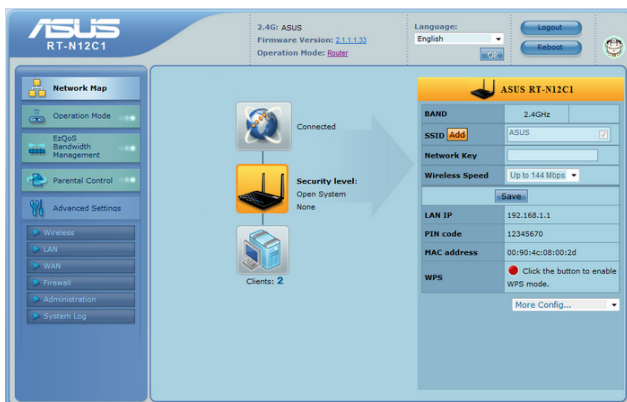 ASUS
RT-N12C1
2.4G: ASUS
Firmware Version: 2.1.1.1.33
Operation Mode: Router
Language:
English
OK
Logout
Reboot
Network Map
Operation Mode
EzQoS
Bandwidth
Management
Parental Control
Advanced Settings
Wireless
LAN
WAN
Firewall
Administration
System Log
Connected
Security level:
Open System
None
Clients: 2
ASUS RT-N12C1
BAND 2.4GHz
SSID Add ASUS
Network Key
Wireless Speed Up to 144 Mbps
Save
LAN IP 192.168.1.1
PIN code 12345670
MAC address 00:90:4c:08:00:2d
WPS Click the button to enable
WPS mode.
More Config...